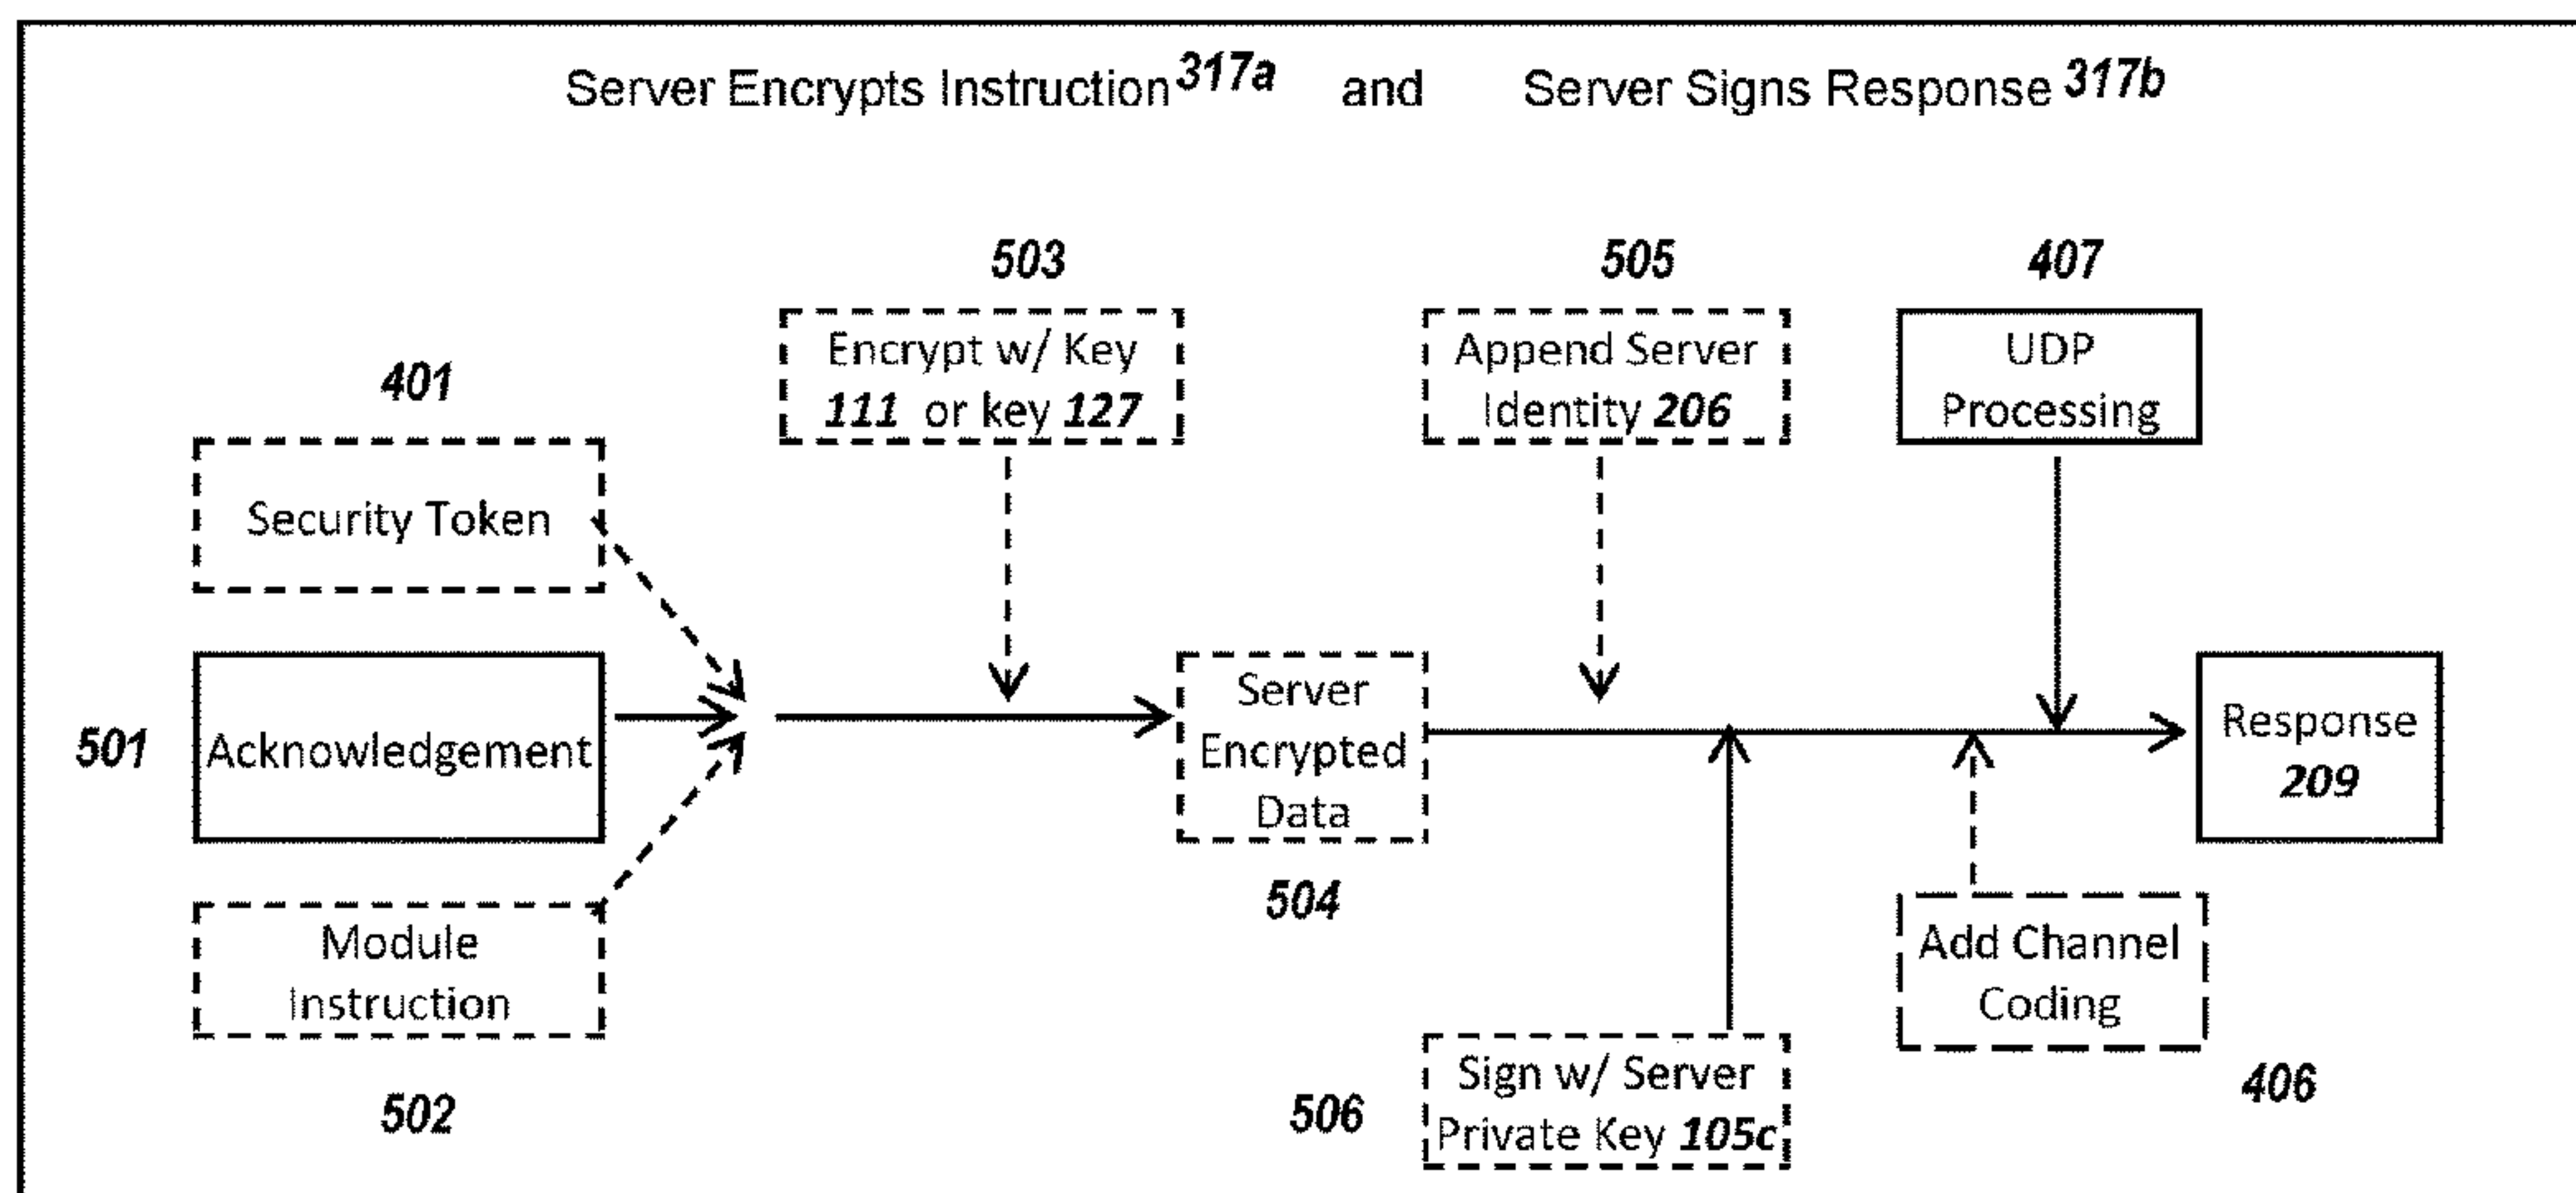 Server Encrypts Instruction 317a and Server Signs Response 317b
503
505
407
Encrypt w/ Key
111 or key 127
Append Server
Identity 206
UDP
Processing
401
Security Token
501
Acknowledgement
Server
Encrypted
Data
504
Response
209
Module
Instruction
502
Add Channel
Coding
406
506
Sign w/ Server
Private Key 105c